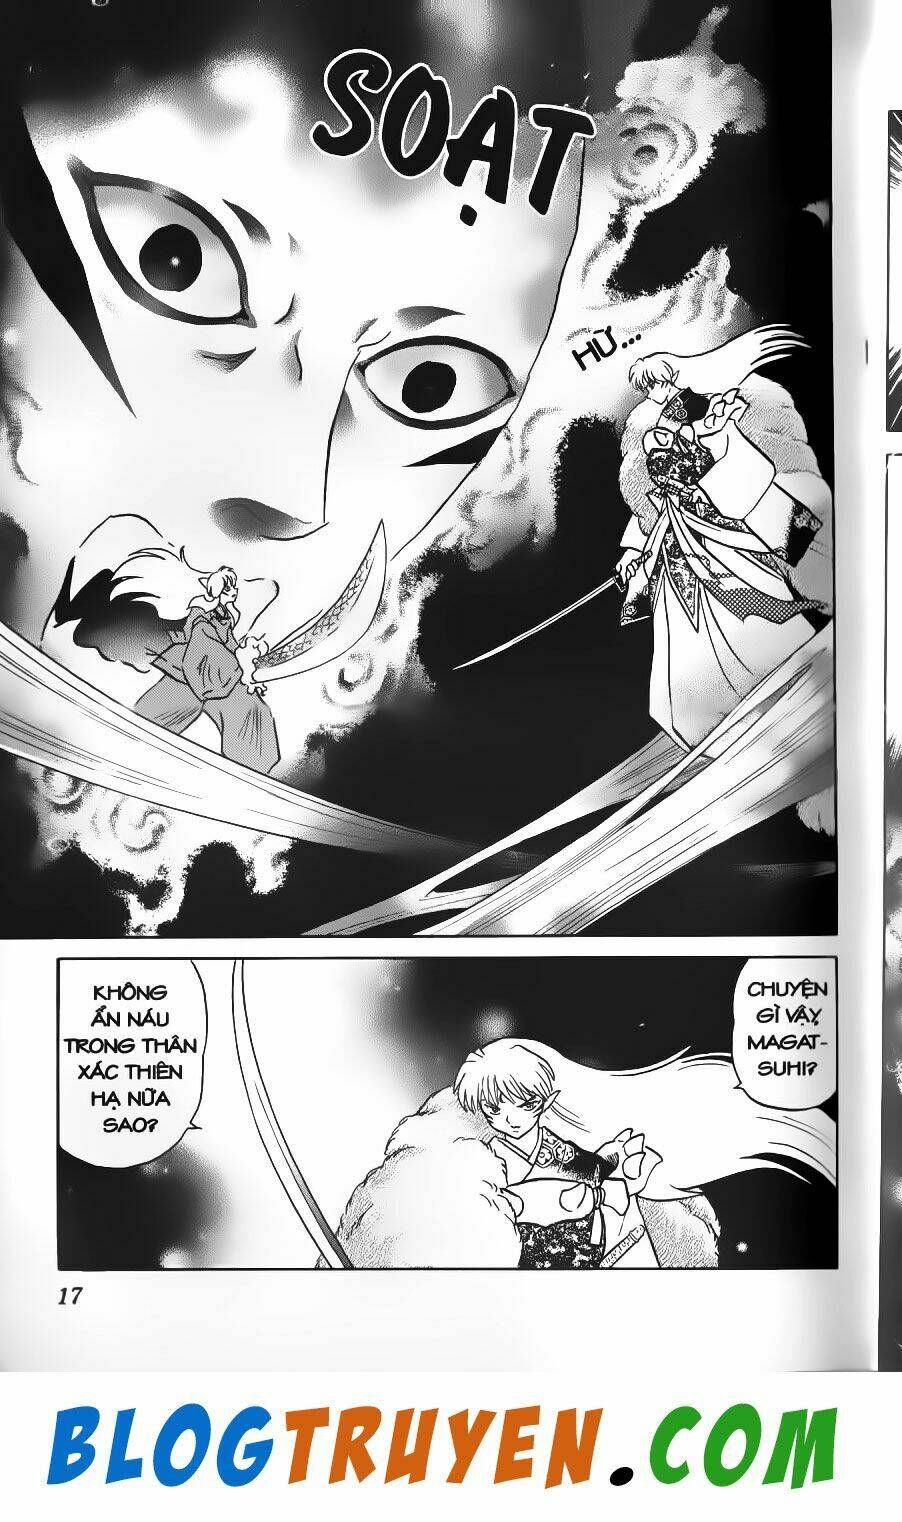 SOẠT
HỪ...
CHUYỆN
GÌ VẬY,
MAGAT-
SUHI?
KHÔNG
ẨN NÁU
TRONG THÂN
XÁC THIÊN
HẠ NỮA
SAO?
17
BLOGTRUYEN.COM